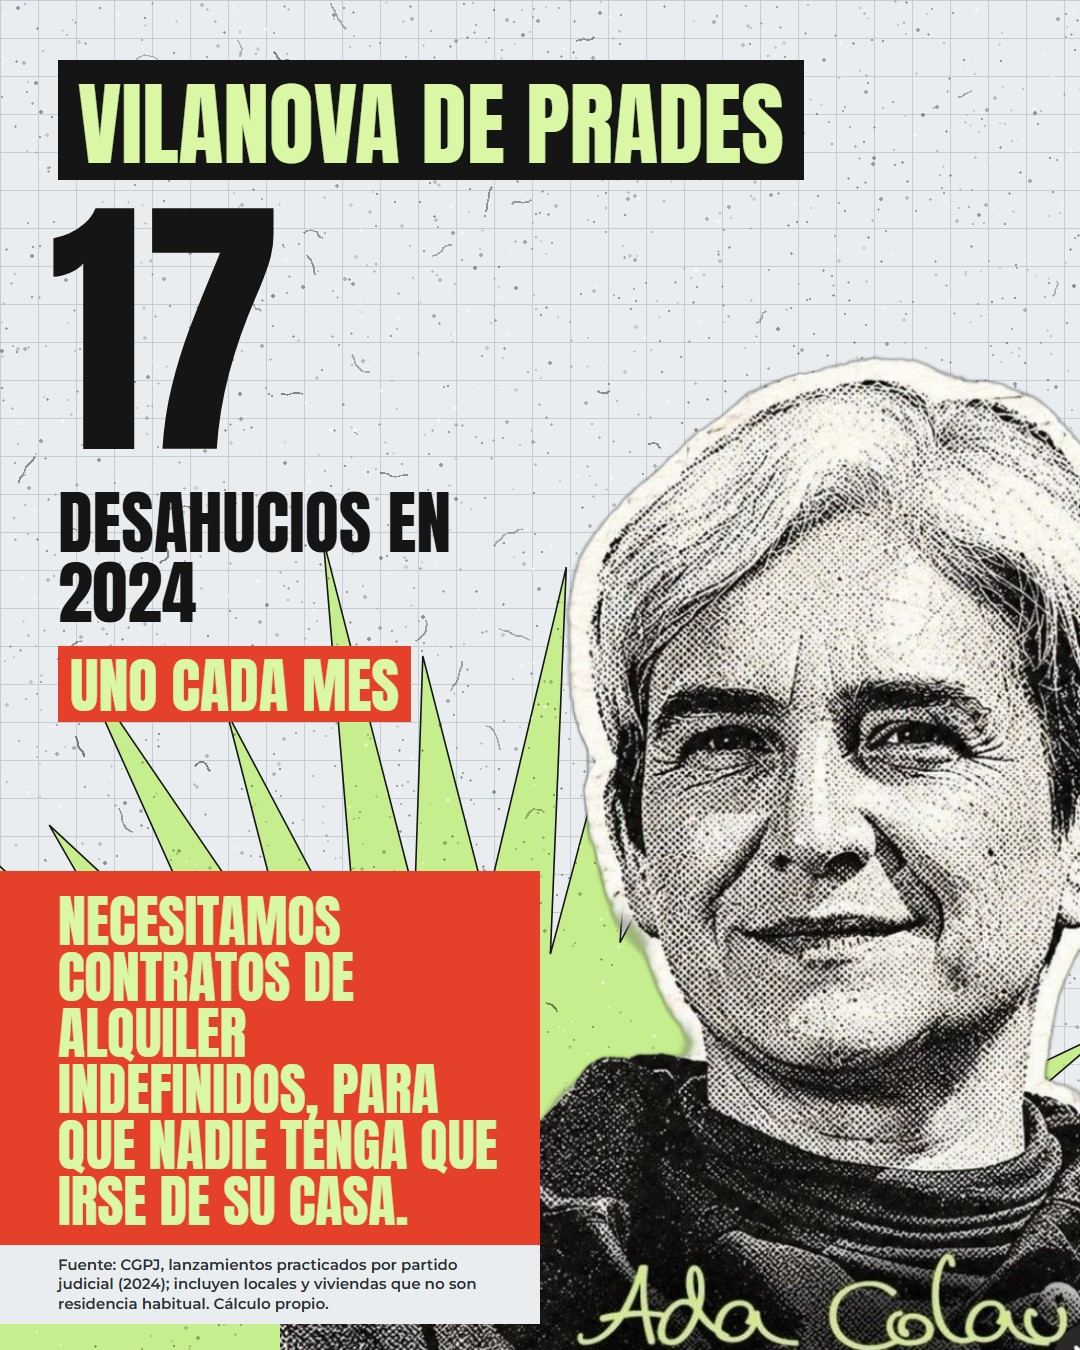 VILANOVA DE PRADES
17
DESAHUCIOS EN
2024
UNO CADA MES
NECESITAMOS
CONTRATOS DE
ALQUILER
INDEFINIDOS, PARA
QUE NADIE TENGA QUE
IRSE DE SU CASA.
Fuente: CGPJ, lanzamientos practicados por partido
judicial (2024); incluyen locales y viviendas que no son
residencia habitual. Cálculo propio.
Ada Colau